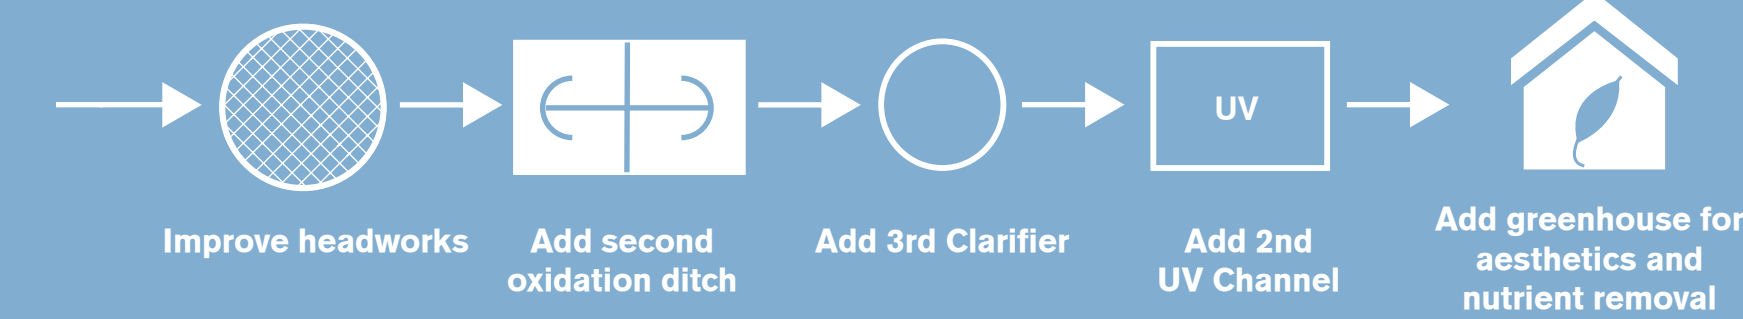 UV
Improve headworks
Add second
oxidation ditch
Add 3rd Clarifier
Add 2nd
UV Channel
Add greenhouse for
aesthetics and
nutrient removal